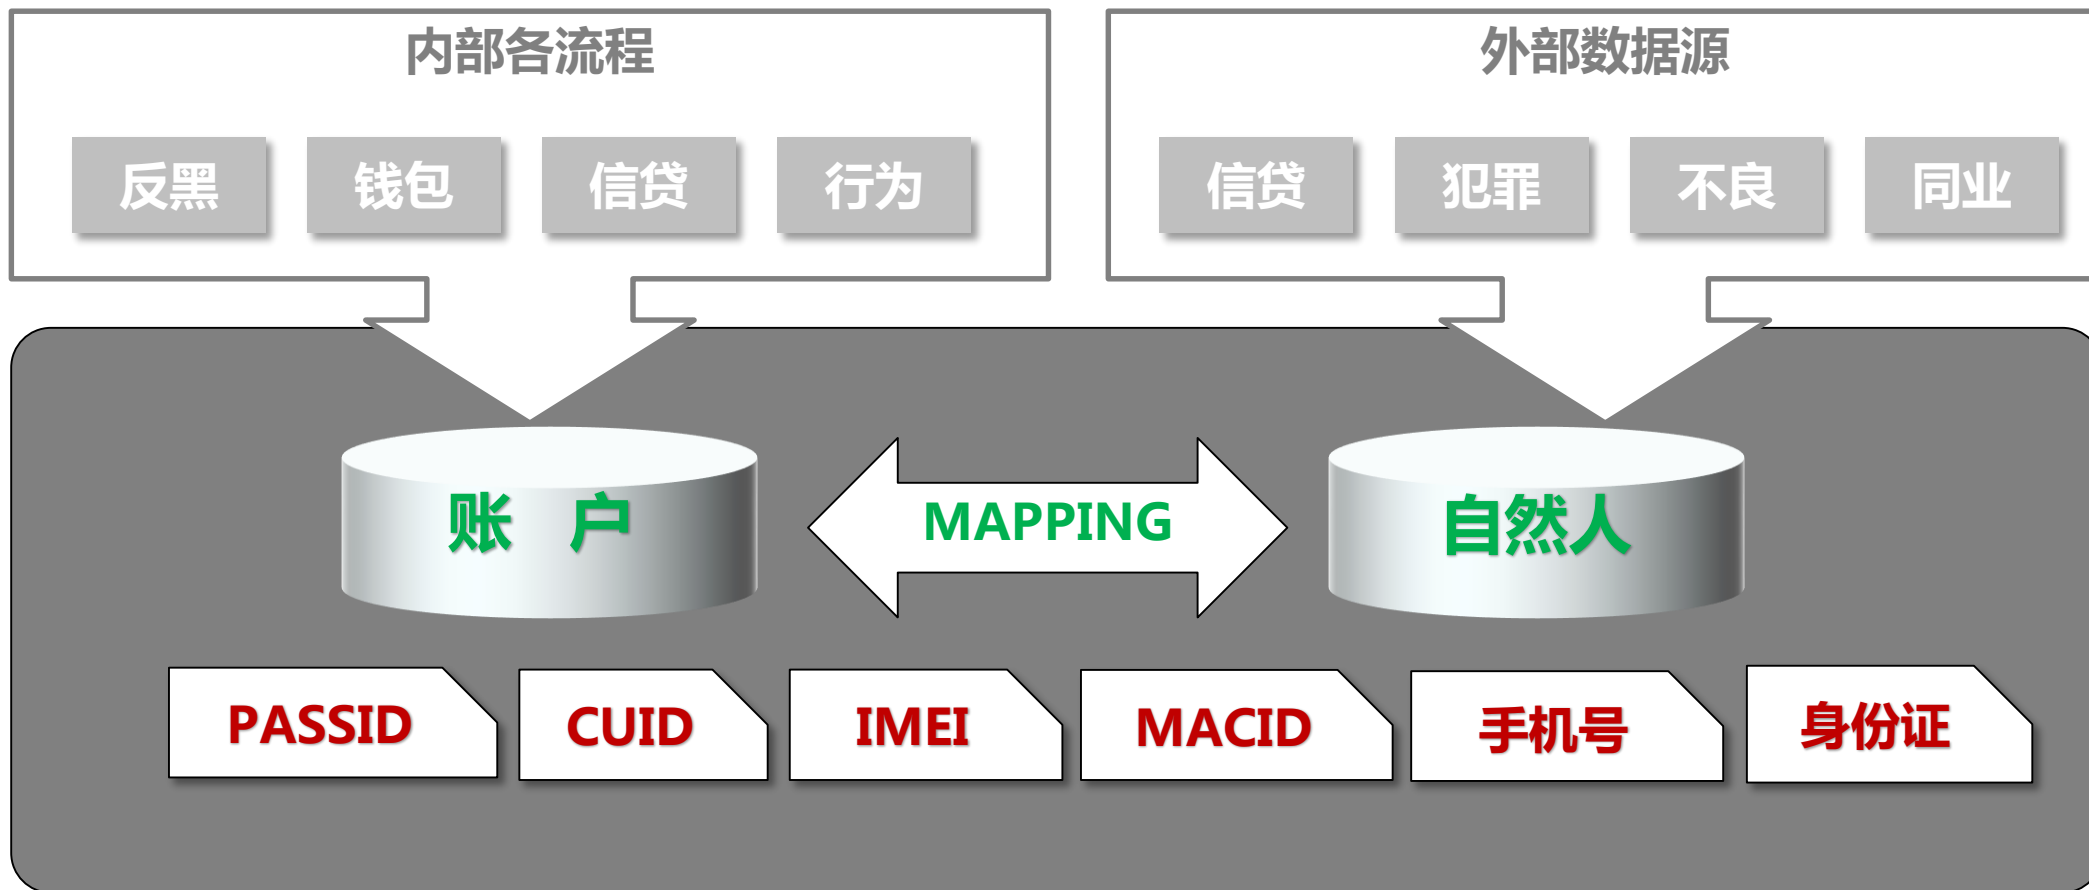 内部各流程
外部数据源
反黑 钱包 信贷 行为
信贷 犯罪 不良 同业
账 户
MAPPING
自然人
PASSID CUID IMEI MACID 手机号 身份证